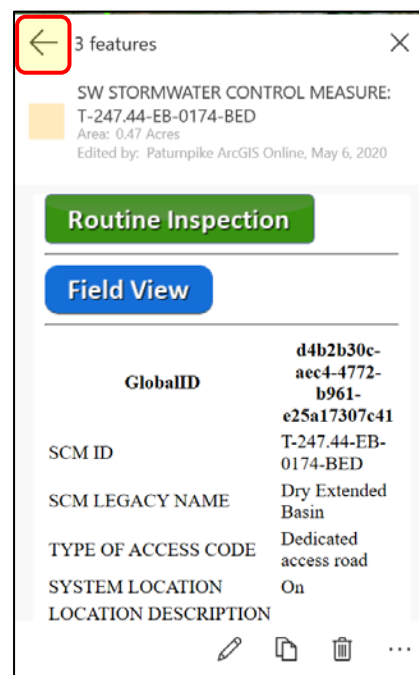 3 features
SW STORMWATER CONTROL MEASURE:
T-247.44-EB-0174-BED
Area: 0.47 Acres
Edited by: Paturnpike ArcGIS Online, May 6, 2020
Routine Inspection
Field View
GlobalID
d4b2b30c-
aec4-4772-
b961-
e25a17307c41
SCM ID
T-247.44-EB-
0174-BED
SCM LEGACY NAME
Dry Extended
Basin
TYPE OF ACCESS CODE
Dedicated
access road
SYSTEM LOCATION
On
LOCATION DESCRIPTION